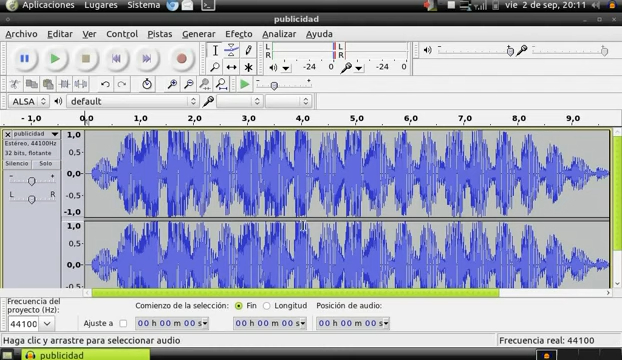 Aplicaciones Lugares Sistema vie 2 de sep, 20:11
publicidad
Archivo Editar Ver Control Pistas Generar Efecto Analizar Ayuda
L
R
-24 0 -24 0
ALSA default
- 1,0 0,0 1,0 2,0 3,0 4,0 5,0 6,0 7,0 8,0 9,0
publicidad
Estéreo, 44100Hz
32 bits, flotante
Silencio Solo
- +
L R
1,0
0,5
0,0
-0,5
-1,0
1,0
0,5
0,0
-0,5
Frecuencia del
proyecto (Hz):
44100
Ajuste a
Comienzo de la selección: Fin Longitud Posición de audio:
00 h 00 m 00 s 00 h 00 m 00 s 00 h 00 m 00 s
Haga clic y arrastre para seleccionar audio Frecuencia real: 44100
publicidad